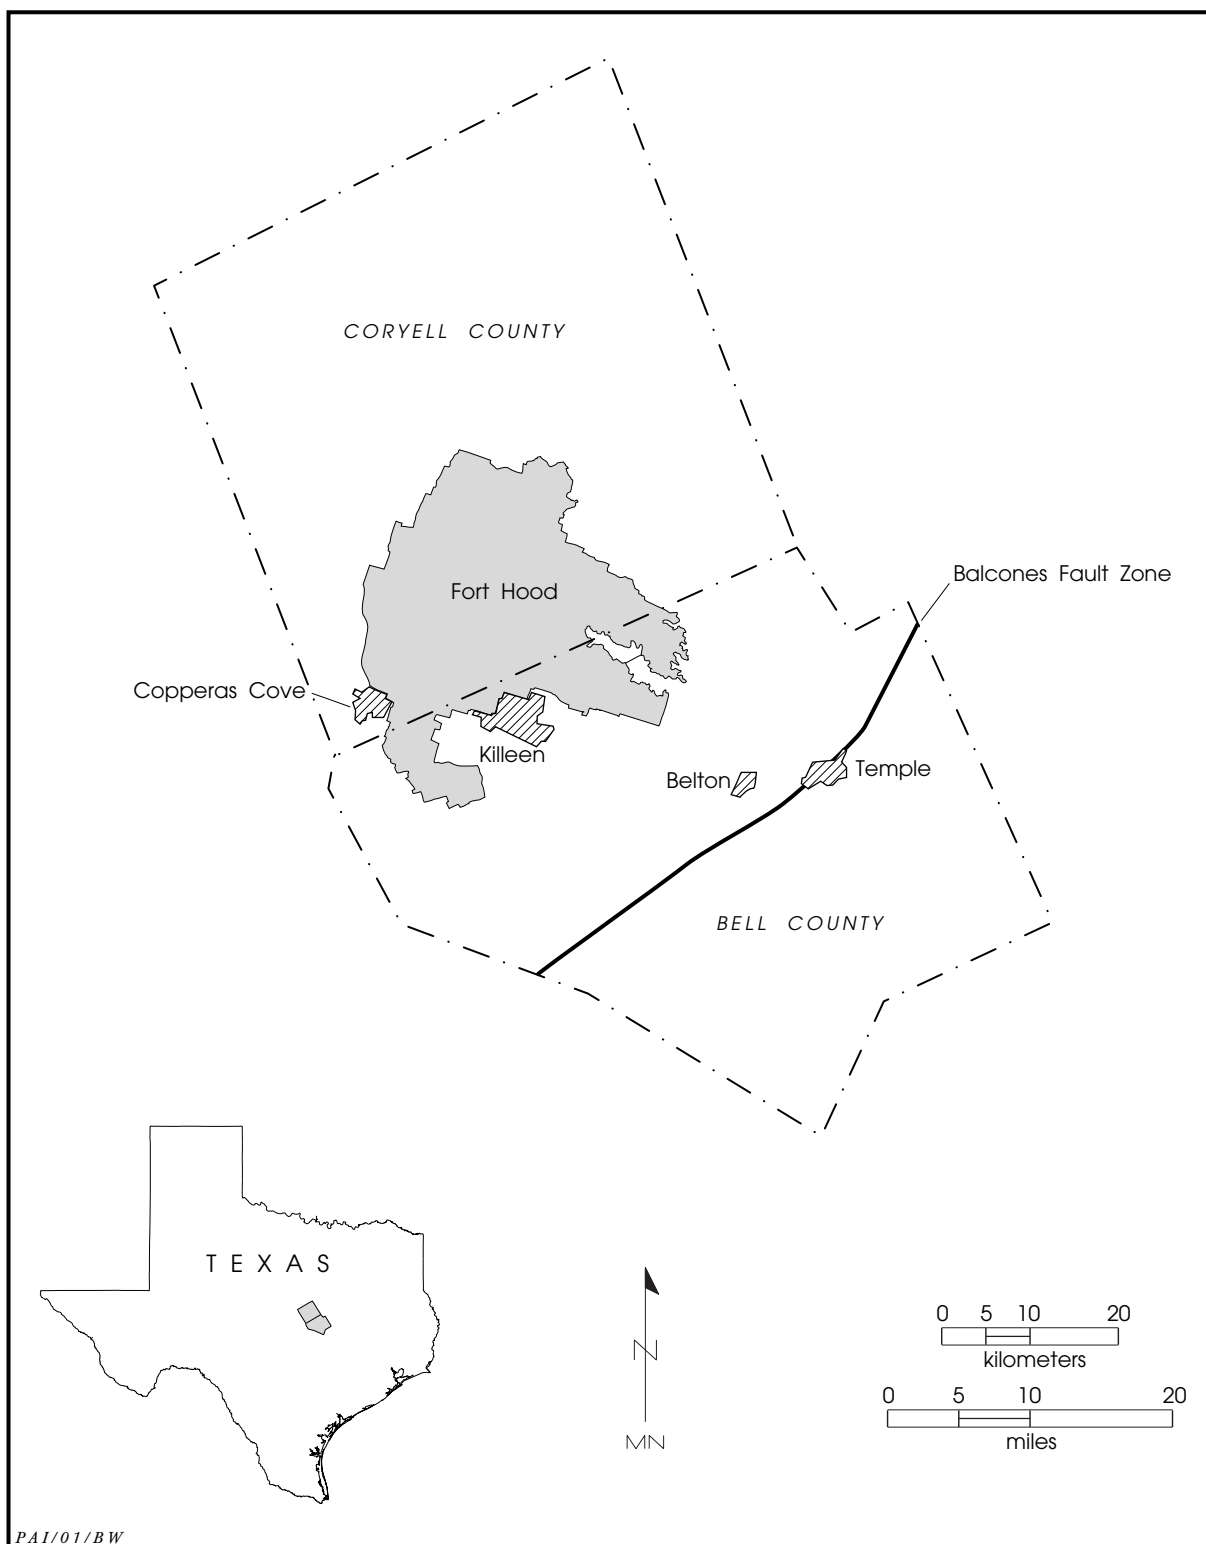 CORYELL COUNTY
Balcones Fault Zone
Fort Hood
Copperas Cove
Killeen
Belton
Temple
BELL COUNTY
TEXAS
N
MN
0 5 10 20
kilometers
0 5 10 20
miles
PAI/01/BW